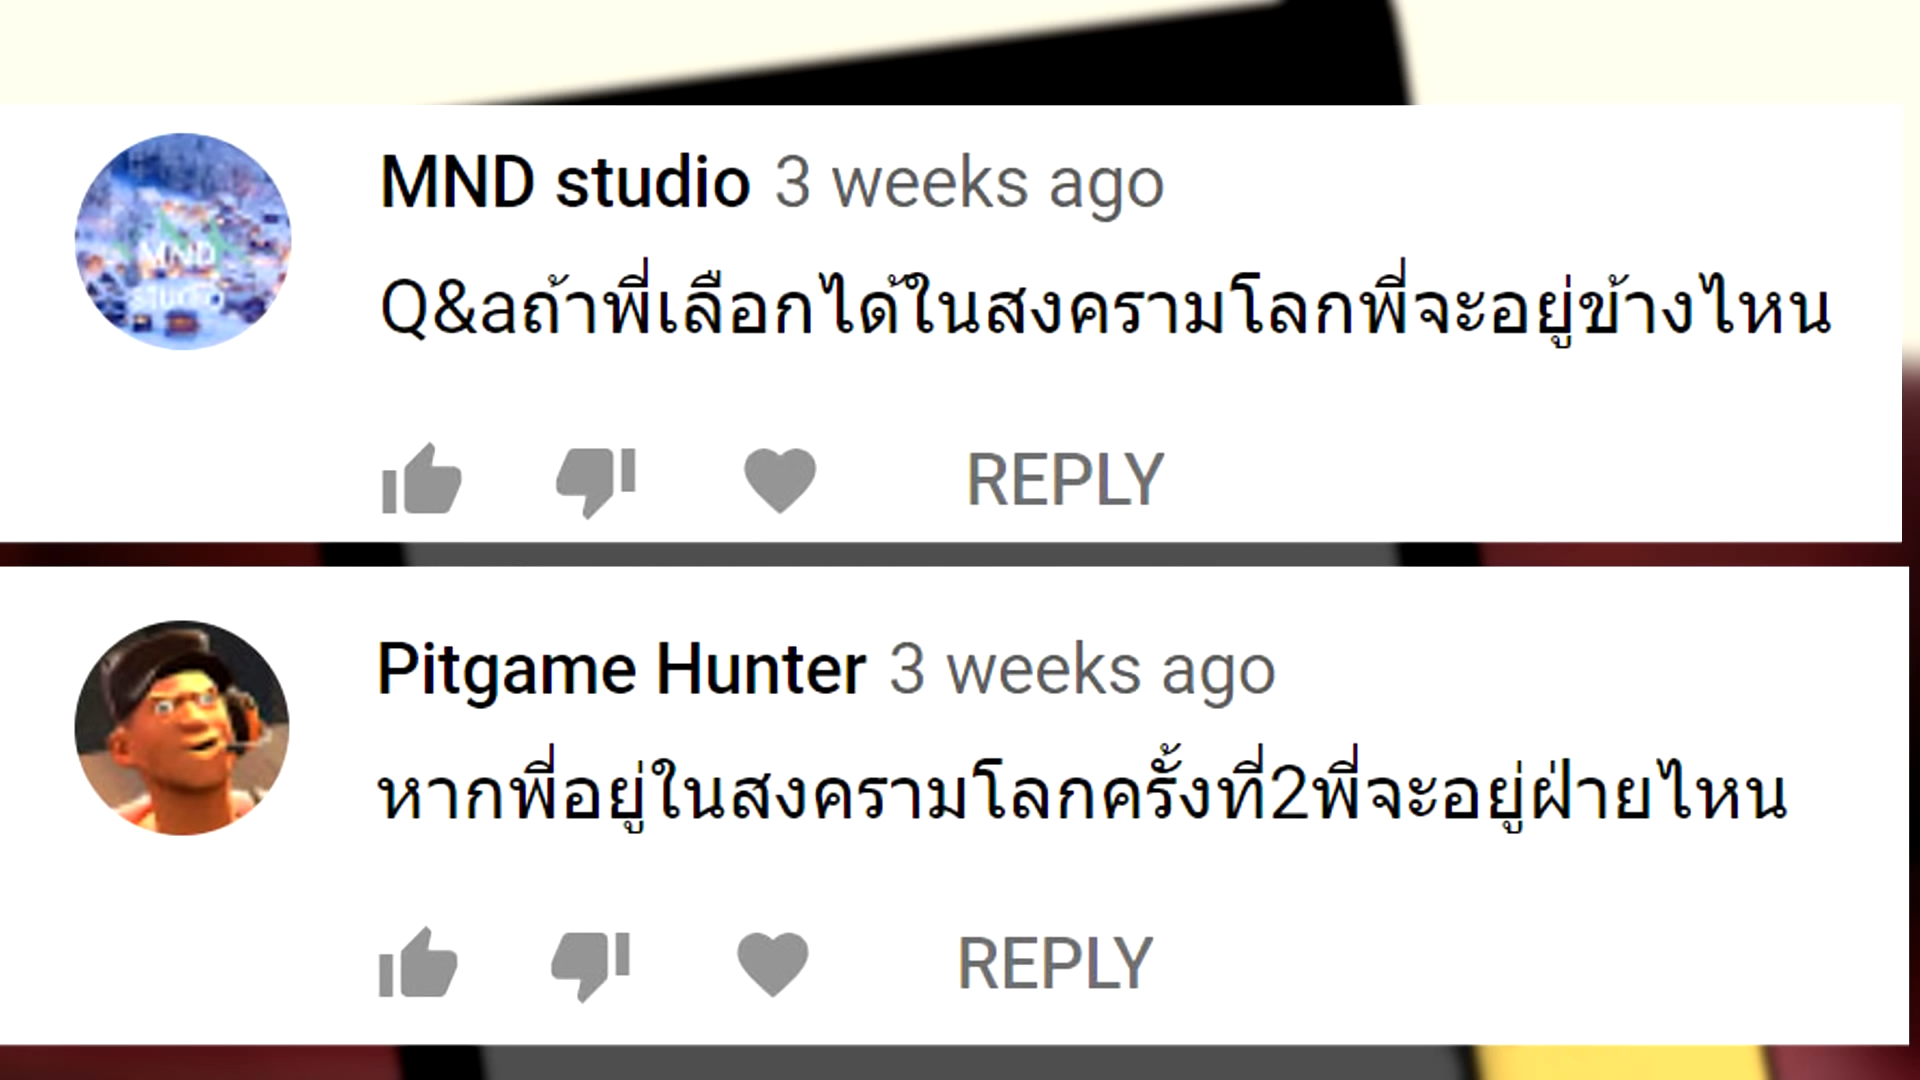 MND studio 3 weeks ago
Q&aถ้าพี่เลือกได้ในสงครามโลกพี่จะอยู่ข้างไหน
REPLY
Pitgame Hunter 3 weeks ago
หากพี่อยู่ในสงครามโลกครั้งที่2พี่จะอยู่ฝ่ายไหน
REPLY
MND
studio